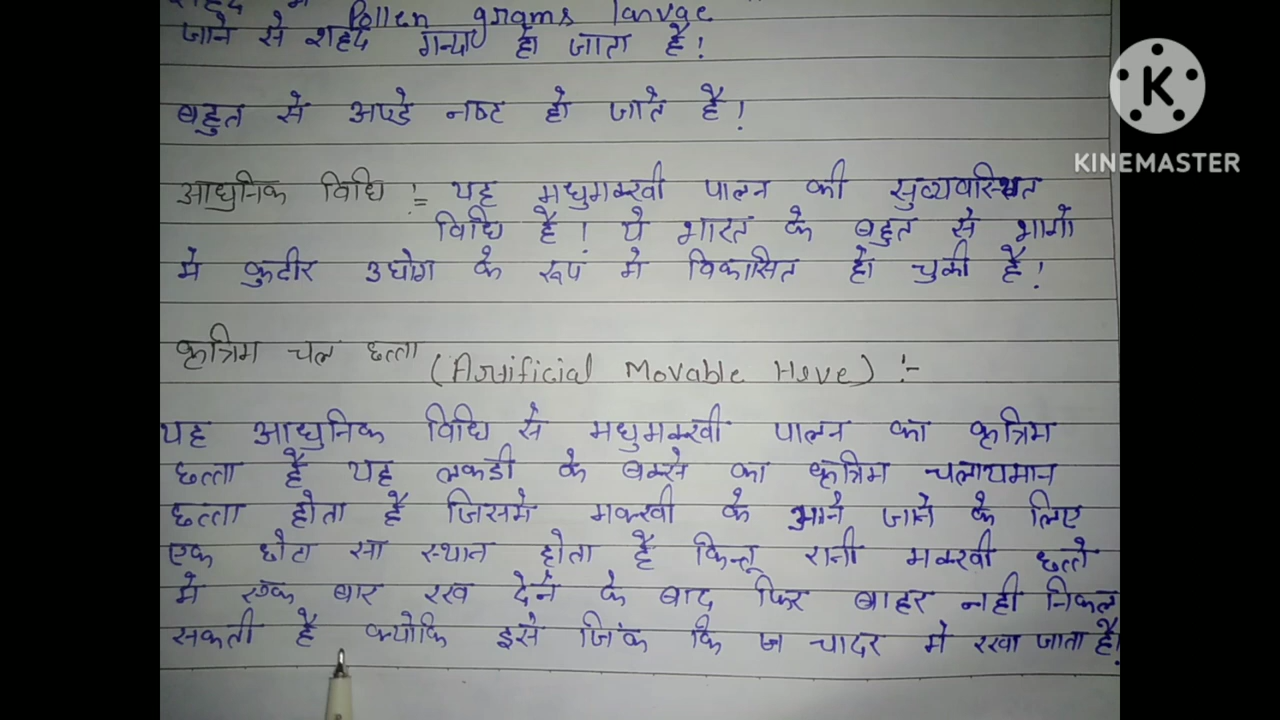 Pollen grams larvae
जाने से शहद गन्दा हो जाता है!
बहुत से अण्डे नष्ट हो जाते है!
आधुनिक विधि != यह मधुमक्खी पालन की सुव्यवस्थित
विधि है! ये भारत के बहुत से भागो
मे कुटीर उधोग के रूप मे विकासित हो चुकी है!
कृत्रिम चल छत्ता (Artificial Movable Hive) :-
यह आधुनिक विधि से मधुमक्खी पालन का कृत्रिम
छत्ता है यह लकडी के बक्से का कृत्रिम चलायमान
छत्ता होता है जिसमे मक्खी के आने जाने के लिए
एक छोटा सा स्थान होता है किन्तू रानी मक्खी छत्ते
मे एक बार रख देने के बाद फिर बाहर नही निकल
सकती है क्योकि इसे जिंक कि चादर मे रखा जाता है!
K
KINEMASTER